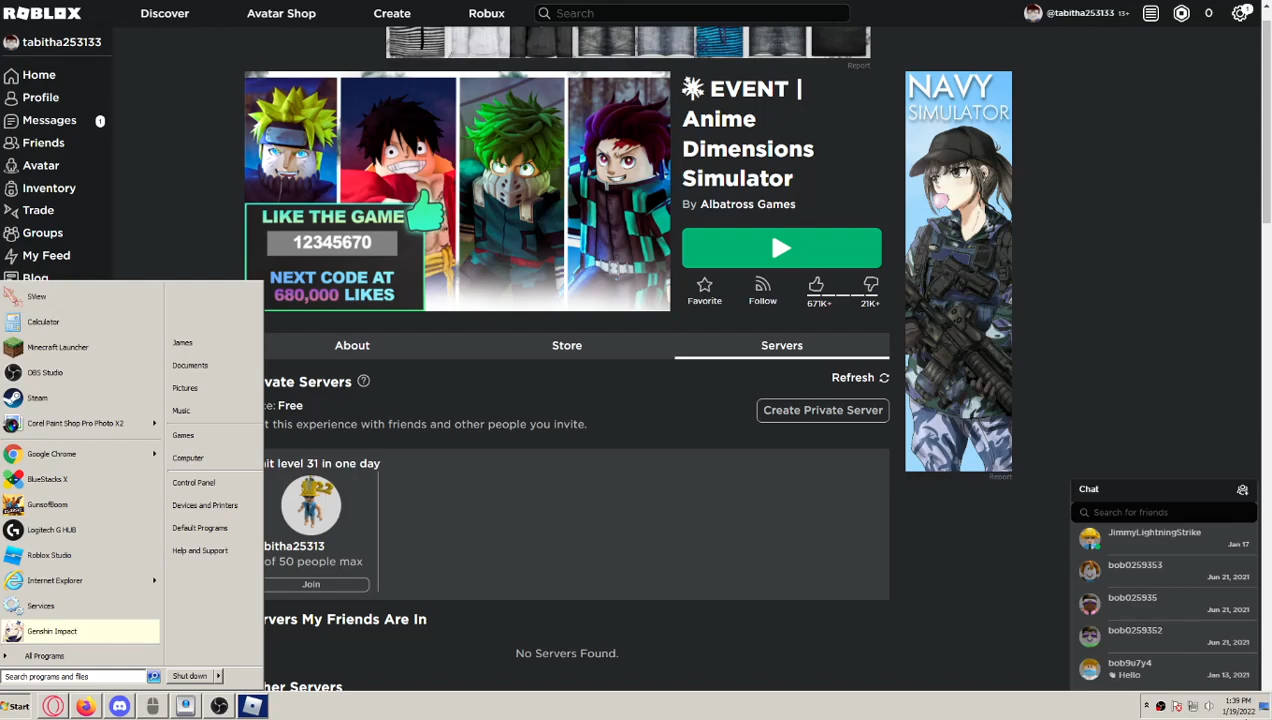 ROBLOX
Discover
Avatar Shop
Create
Robux
Search
@tabitha253133 13+
0
tabitha253133
Home
Profile
Messages
1
Friends
Avatar
Inventory
Trade
Groups
My Feed
Blog
Report
LIKE THE GAME
12345670
NEXT CODE AT
680,000 LIKES
EVENT |
Anime
Dimensions
Simulator
By Albatross Games
Favorite
Follow
671K+
21K+
NAVY
SIMULATOR
Report
About
Store
Servers
ivate Servers
Refresh
e: Free
Create Private Server
t this experience with friends and other people you invite.
it level 31 in one day
22
bitha25313
of 50 people max
Join
rvers My Friends Are In
No Servers Found.
her Servers
SView
Calculator
Minecraft Launcher
OBS Studio
Steam
Corel Paint Shop Pro Photo X2
Google Chrome
BlueStacks X
GunsofBoom
Logitech G HUB
Roblox Studio
Internet Explorer
Services
Genshin Impact
All Programs
Search programs and files
James
Documents
Pictures
Music
Games
Computer
Control Panel
Devices and Printers
Default Programs
Help and Support
Shut down
Chat
Search for friends
JimmyLightningStrike
Jan 17
bob0259353
Jun 21, 2021
bob025935
Jun 21, 2021
bob0259352
Jun 21, 2021
bob9u7y4
Hello
Jan 13, 2021
Start
1:39 PM
1/19/2022